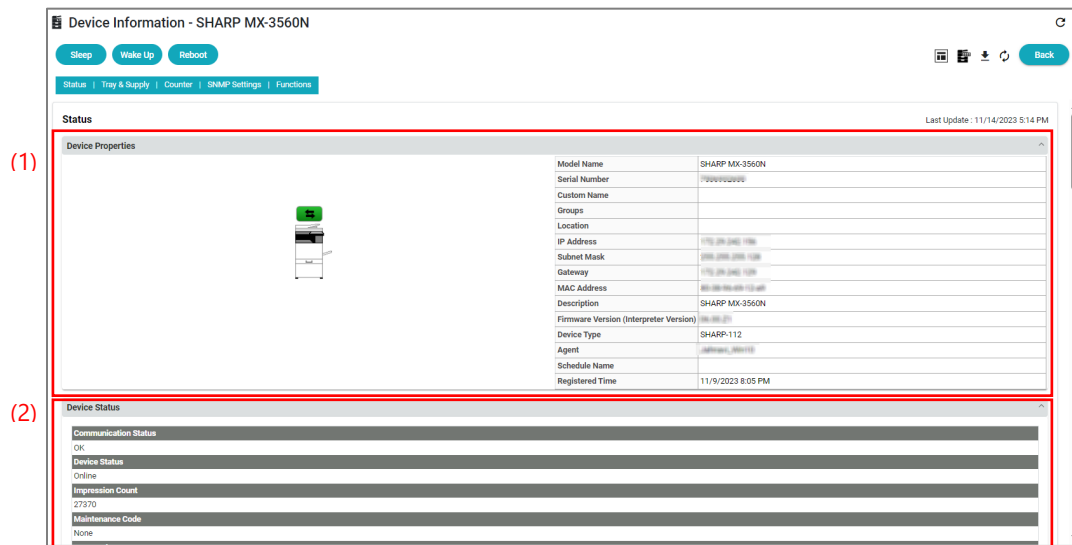 Device Information - SHARP MX-3560N
Sleep Wake Up Reboot Back
Status | Tray & Supply | Counter | SNMP Settings | Functions
Status Last Update : 11/14/2023 5:14 PM
(1)
Device Properties
Model Name SHARP MX-3560N
Serial Number
Custom Name
Groups
Location
IP Address
Subnet Mask
Gateway
MAC Address
Description SHARP MX-3560N
Firmware Version (Interpreter Version)
Device Type SHARP-112
Agent
Schedule Name
Registered Time 11/9/2023 8:05 PM
(2)
Device Status
Communication Status
OK
Device Status
Online
Impression Count
27370
Maintenance Code
None